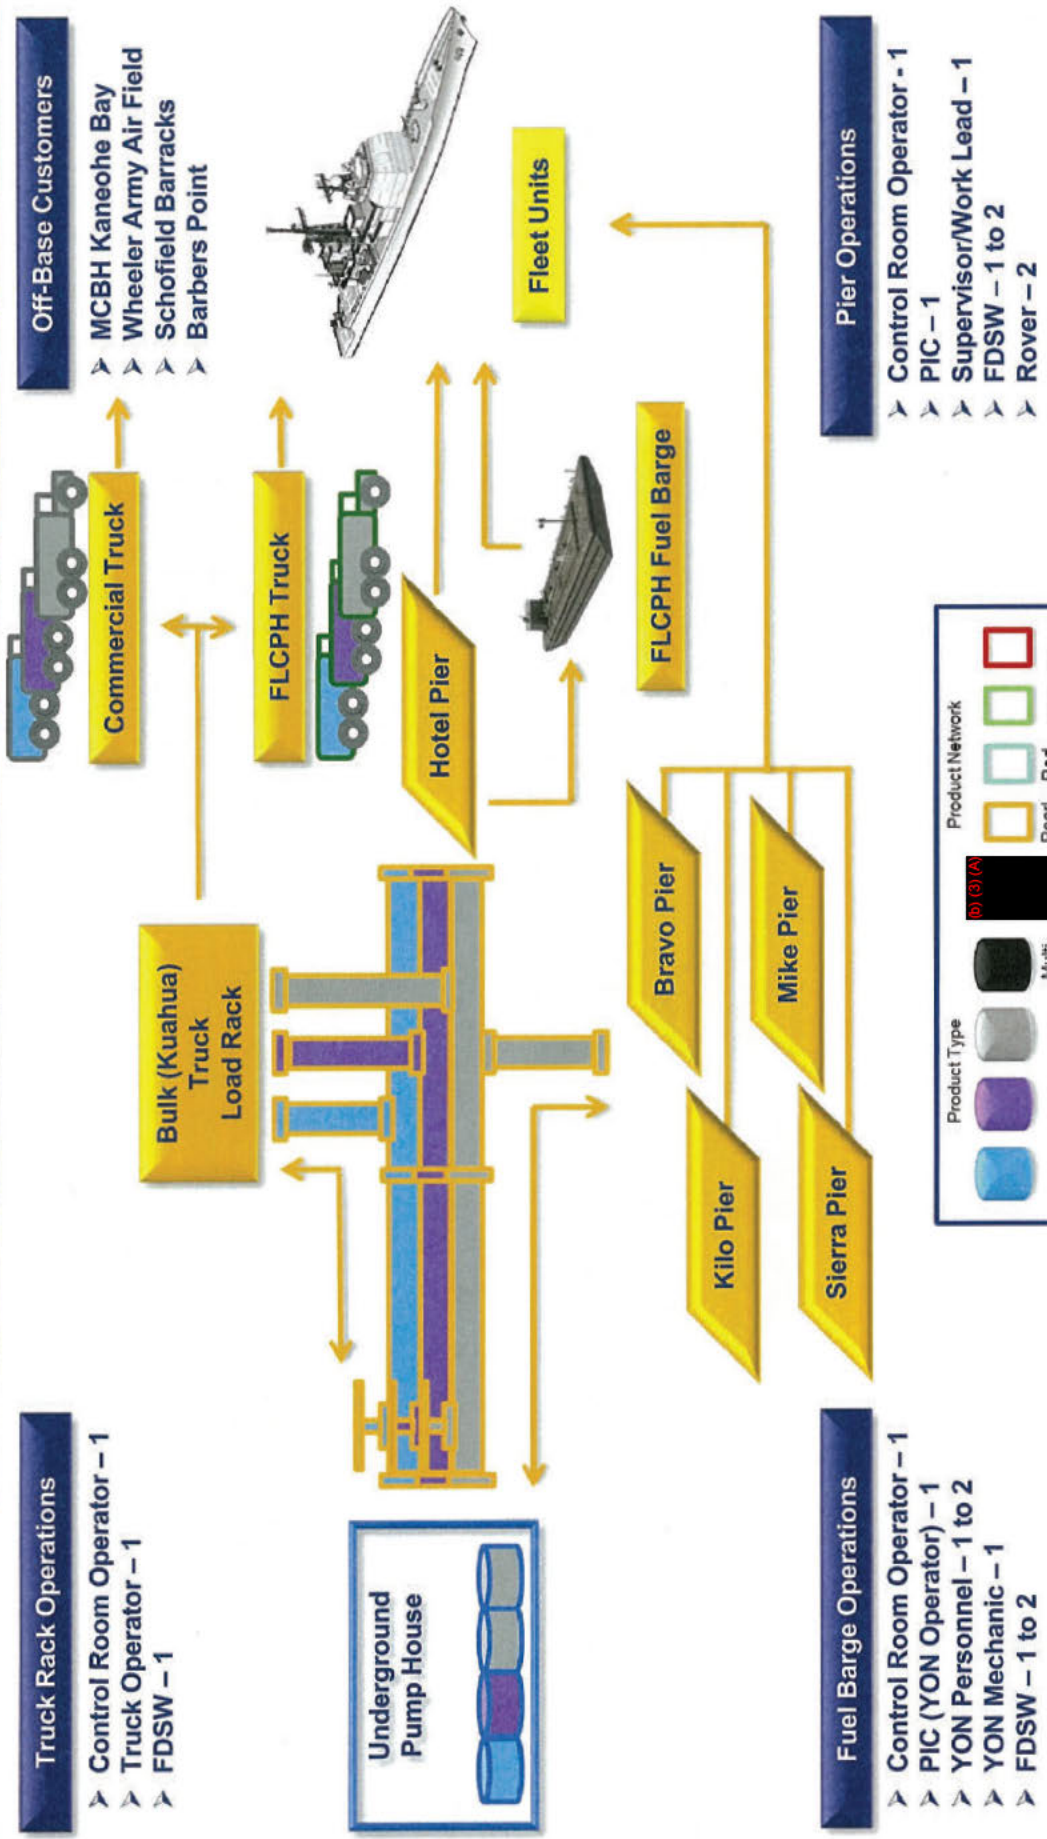 Truck Rack Operations
➢ Control Room Operator – 1
➢ Truck Operator – 1
➢ FDSW – 1
Off-Base Customers
➢ MCBH Kaneohe Bay
➢ Wheeler Army Air Field
➢ Schofield Barracks
➢ Barbers Point
Commercial Truck
FLCPH Truck
Bulk (Kuahua)
Truck
Load Rack
Underground
Pump House
Hotel Pier
Fleet Units
FLCPH Fuel Barge
Bravo Pier
Mike Pier
Kilo Pier
Sierra Pier
Fuel Barge Operations
➢ Control Room Operator – 1
➢ PIC (YON Operator) – 1
➢ YON Personnel – 1 to 2
➢ YON Mechanic – 1
➢ FDSW – 1 to 2
Pier Operations
➢ Control Room Operator - 1
➢ PIC – 1
➢ Supervisor/Work Lead – 1
➢ FDSW – 1 to 2
➢ Rover – 2
Product Type
Product Network
(b) (3) (A)